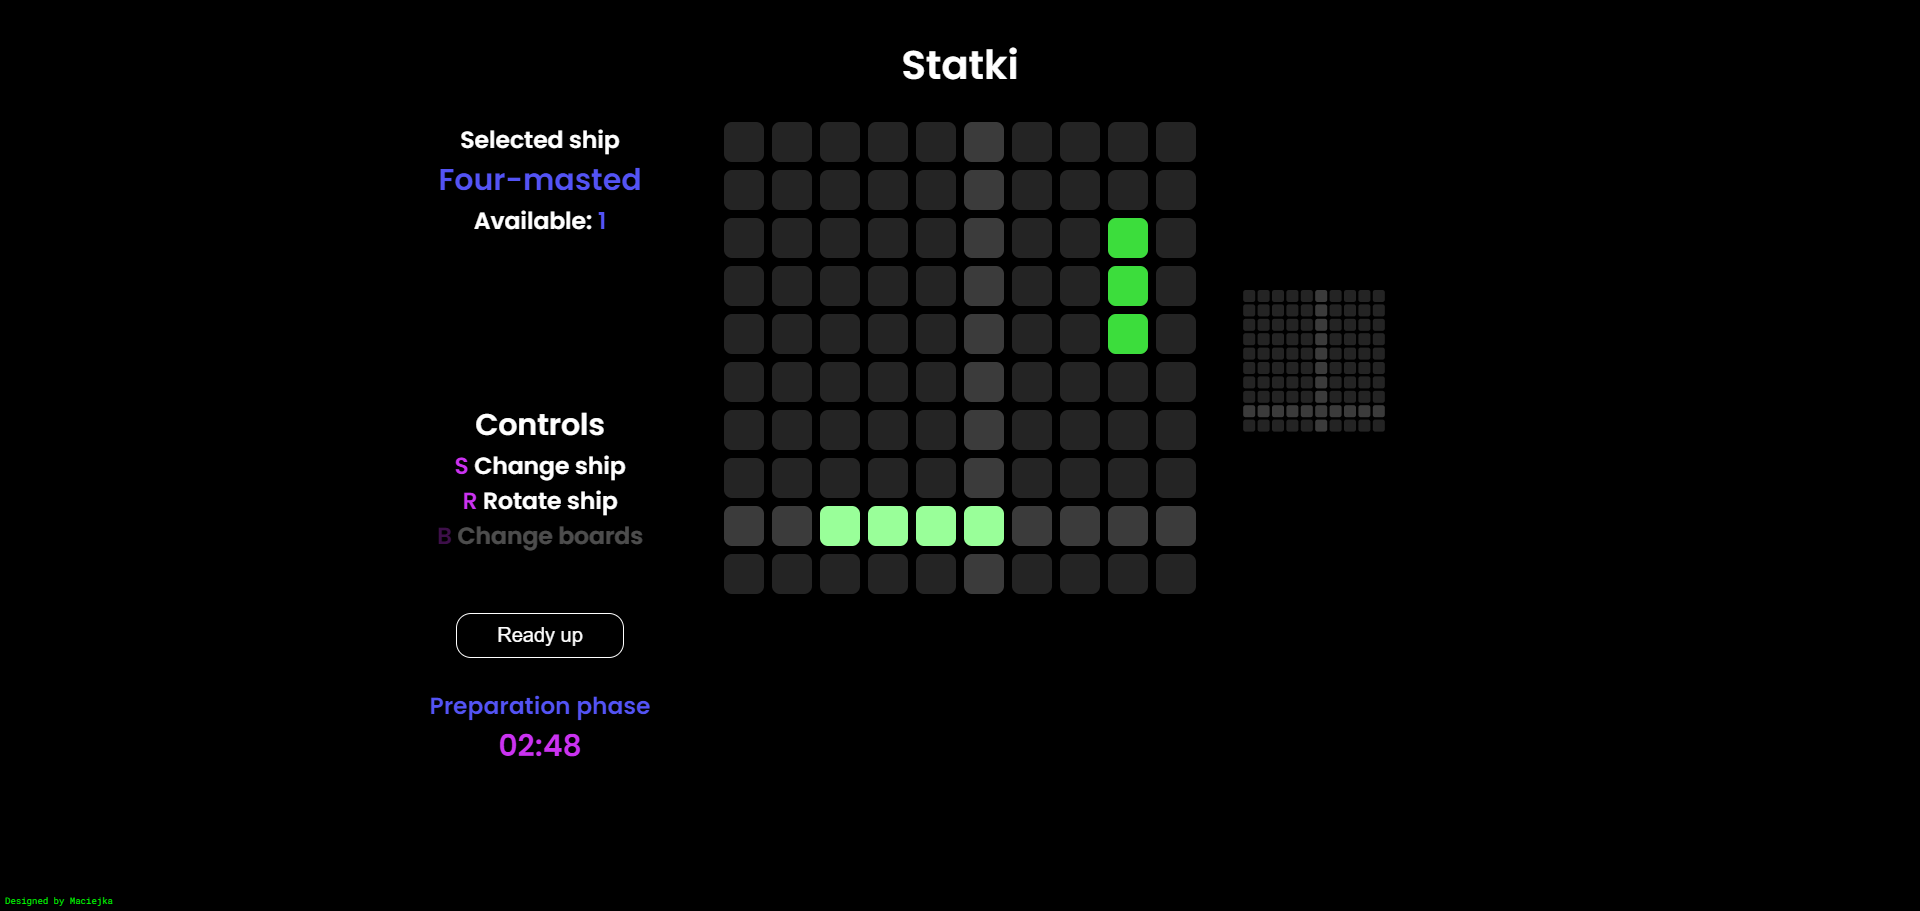 Statki
Selected ship
Four-masted
Available: 1
Controls
S Change ship
R Rotate ship
B Change boards
Ready up
Preparation phase
02:48
Designed by Maciejka